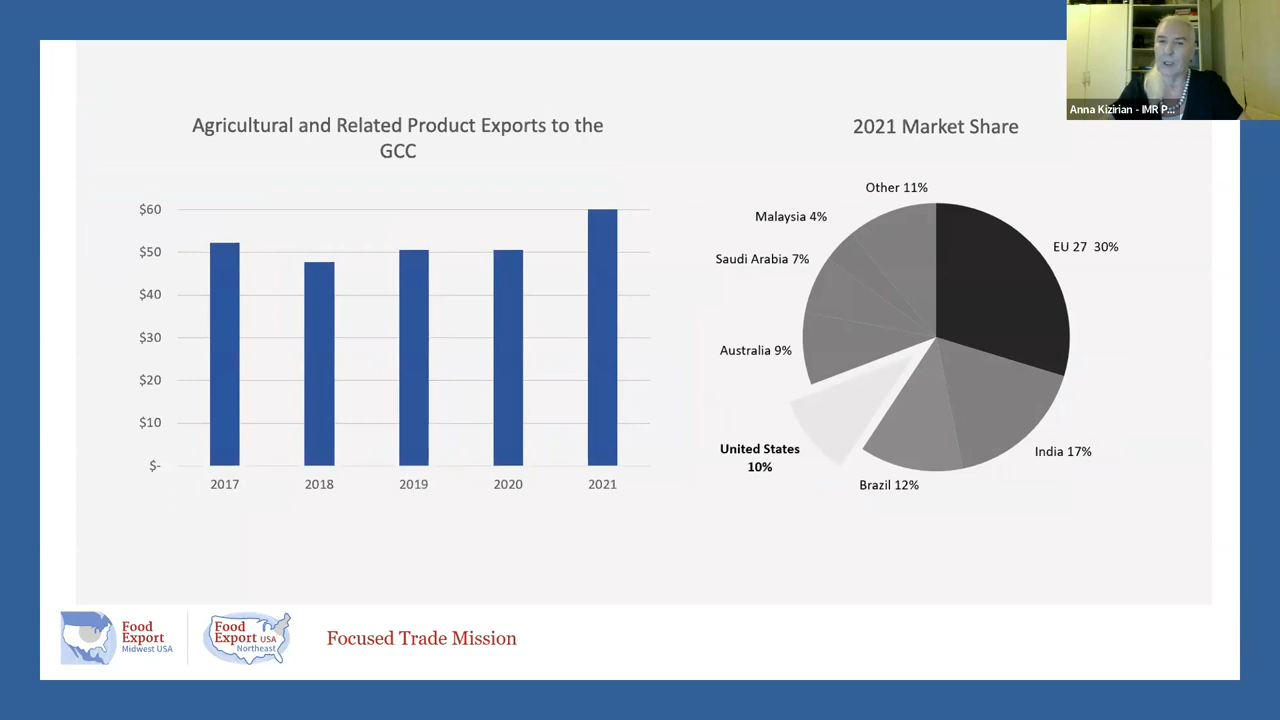 Anna Kizirian - IMR P...
Agricultural and Related Product Exports to the
GCC
$60
$50
$40
$30
$20
$10
$-
2017
2018
2019
2020
2021
2021 Market Share
Other 11%
Malaysia 4%
Saudi Arabia 7%
Australia 9%
United States
10%
Brazil 12%
India 17%
EU 27 30%
Food
Export
Midwest USA
Food
Export USA
Northeast
Focused Trade Mission